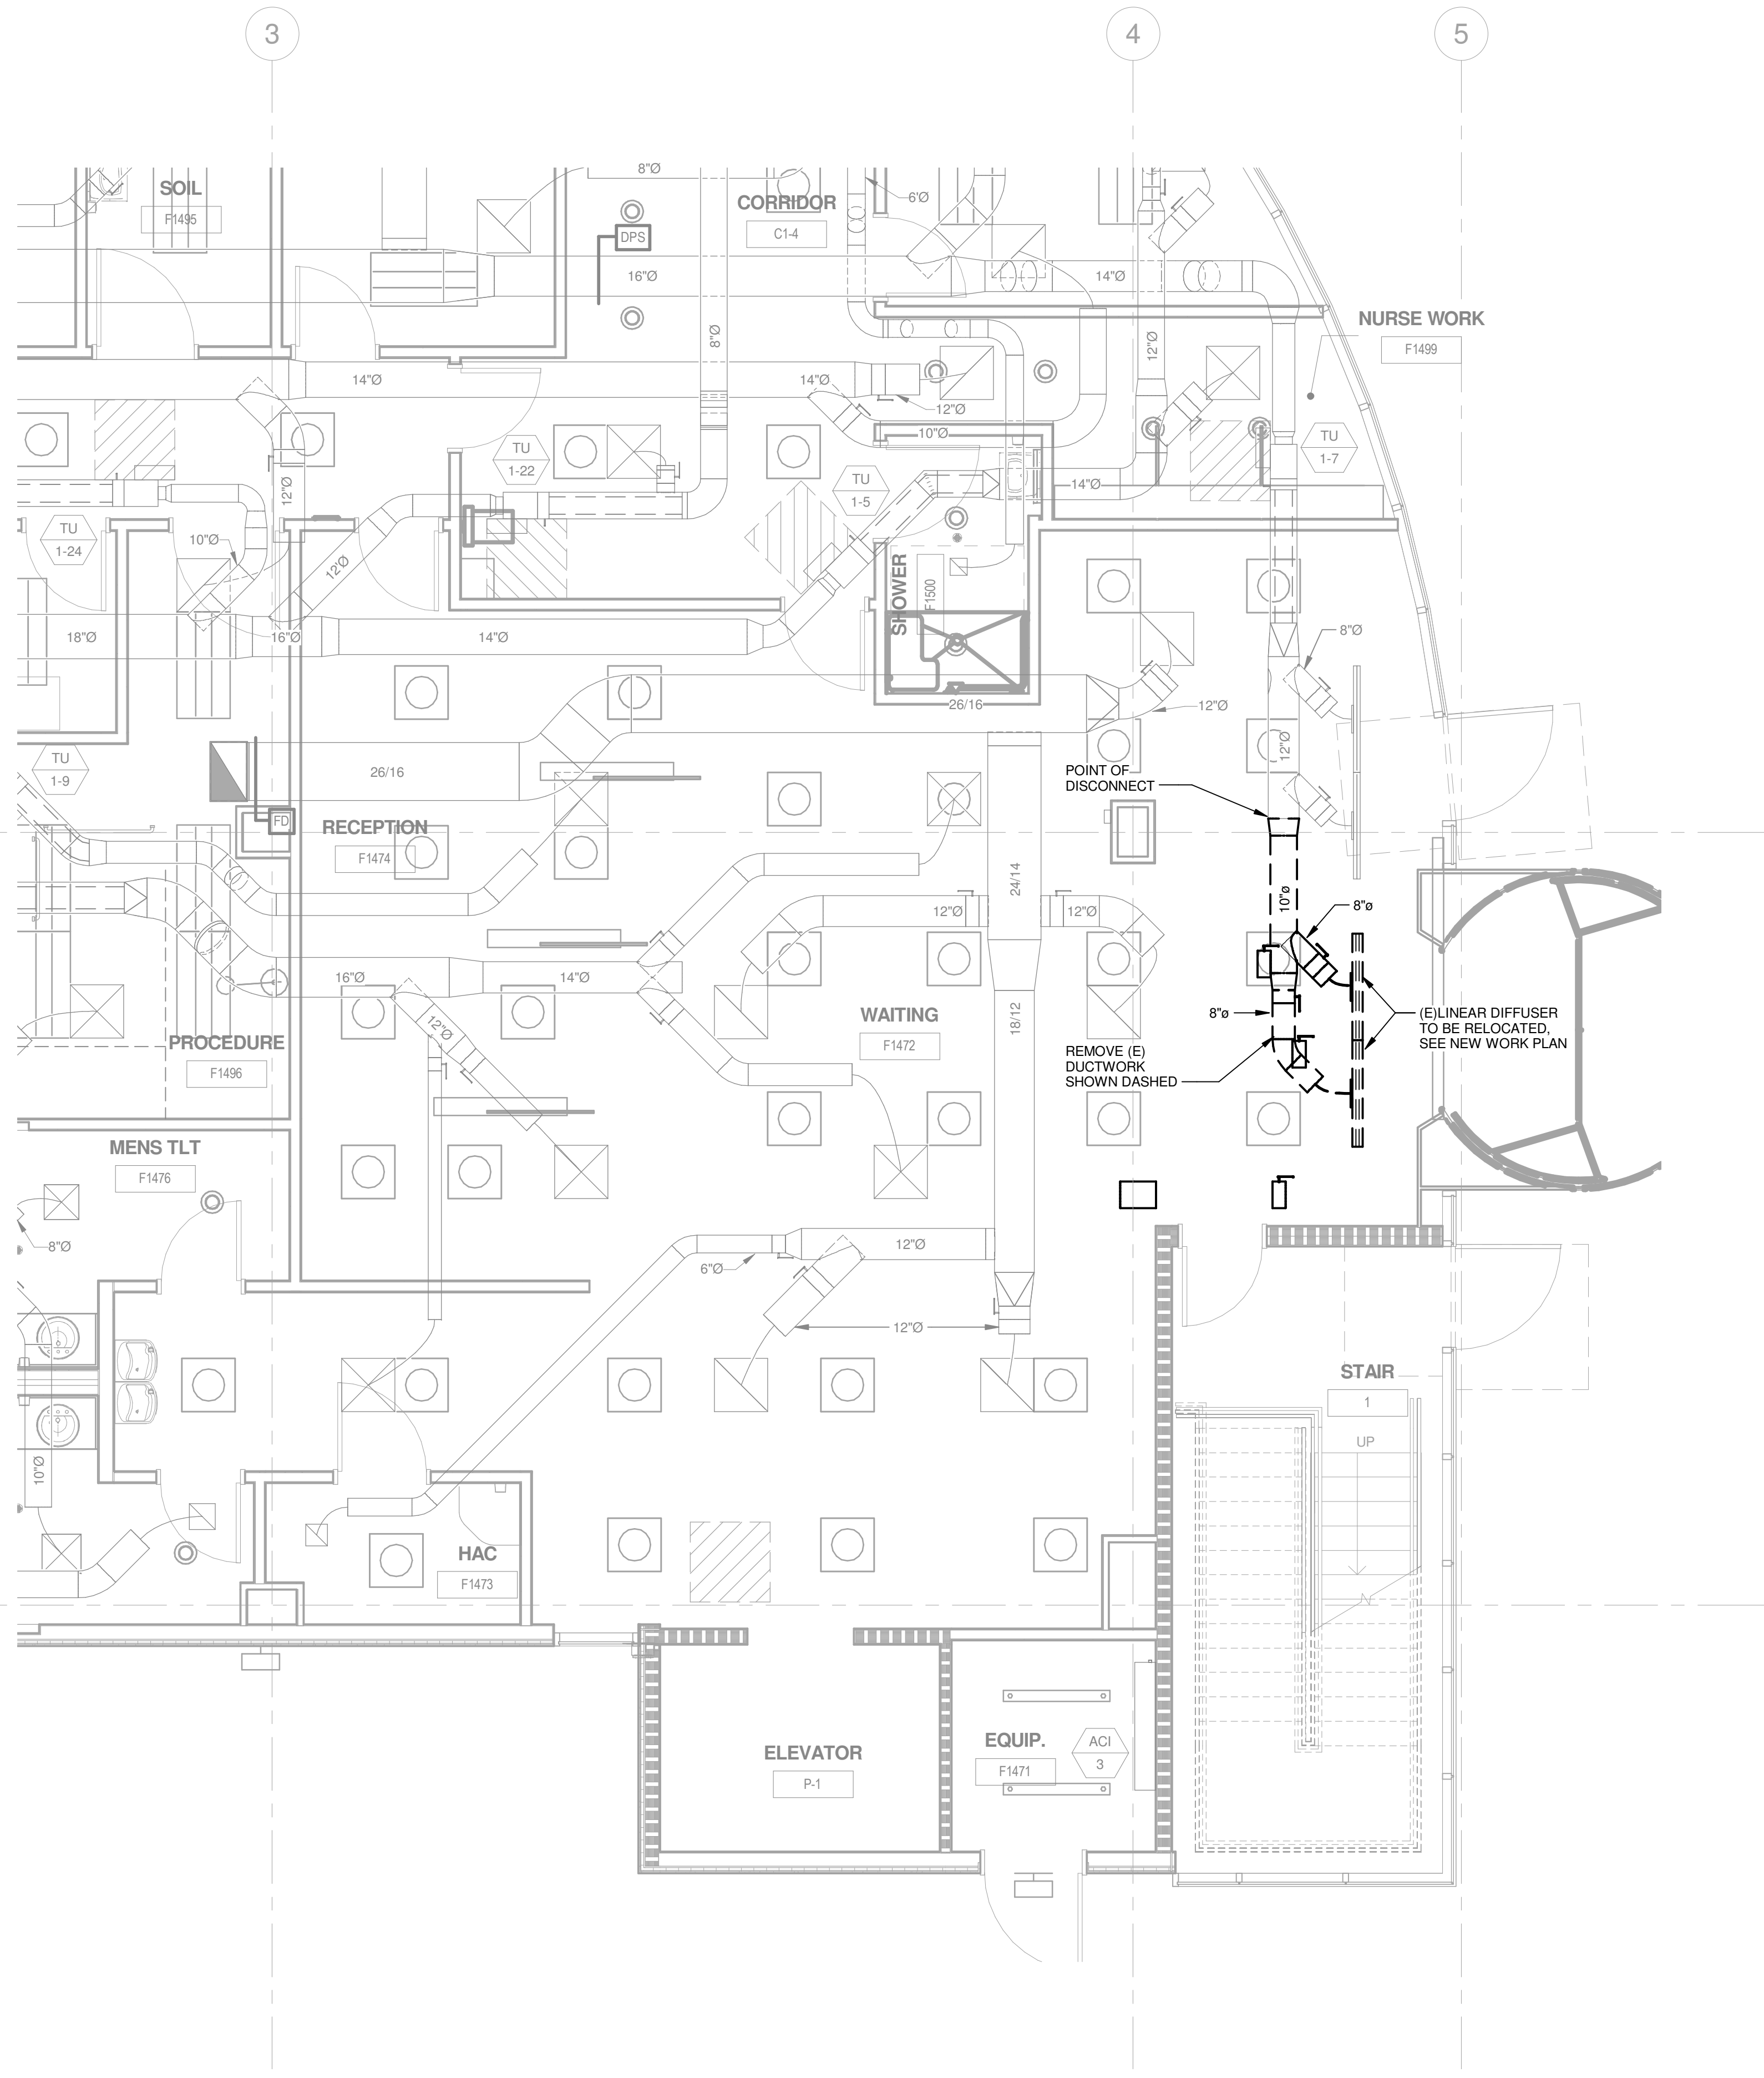 3
4
5
8"Ø
SOIL
F1495
6'Ø
CORRIDOR
C1-4
DPS
16"Ø
14"Ø
NURSE WORK
F1499
8"Ø
12"Ø
14"Ø
14"Ø
12"Ø
10"Ø
TU
1-22
TU
1-7
TU
1-5
12"Ø
14"Ø
TU
1-24
10"Ø
12'Ø
SHOWER
F1500
18"Ø
16"Ø
14"Ø
8"Ø
26/16
12"Ø
12"Ø
TU
1-9
26/16
POINT OF
DISCONNECT
FD
RECEPTION
F1474
24/14
10"ø
8"ø
12"Ø
12"Ø
16"Ø
14"Ø
12"Ø
WAITING
F1472
18/12
8"ø
(E)LINEAR DIFFUSER
TO BE RELOCATED,
SEE NEW WORK PLAN
PROCEDURE
F1496
REMOVE (E)
DUCTWORK
SHOWN DASHED
MENS TLT
F1476
8"Ø
12"Ø
6"Ø
12"Ø
STAIR
1
UP
10"Ø
HAC
F1473
ELEVATOR
P-1
EQUIP.
F1471
ACI
3